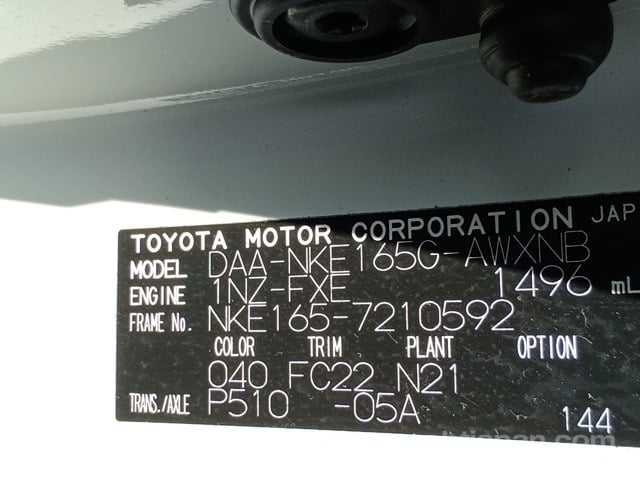 TOYOTA MOTOR CORPORATION JAP
MODEL DAA-NKE165G-AWXNB
ENGINE 1NZ-FXE 1496 mL
FRAME No. NKE165-7210592
COLOR TRIM PLANT OPTION
040 FC22 N21
TRANS./AXLE P510 -05A
144